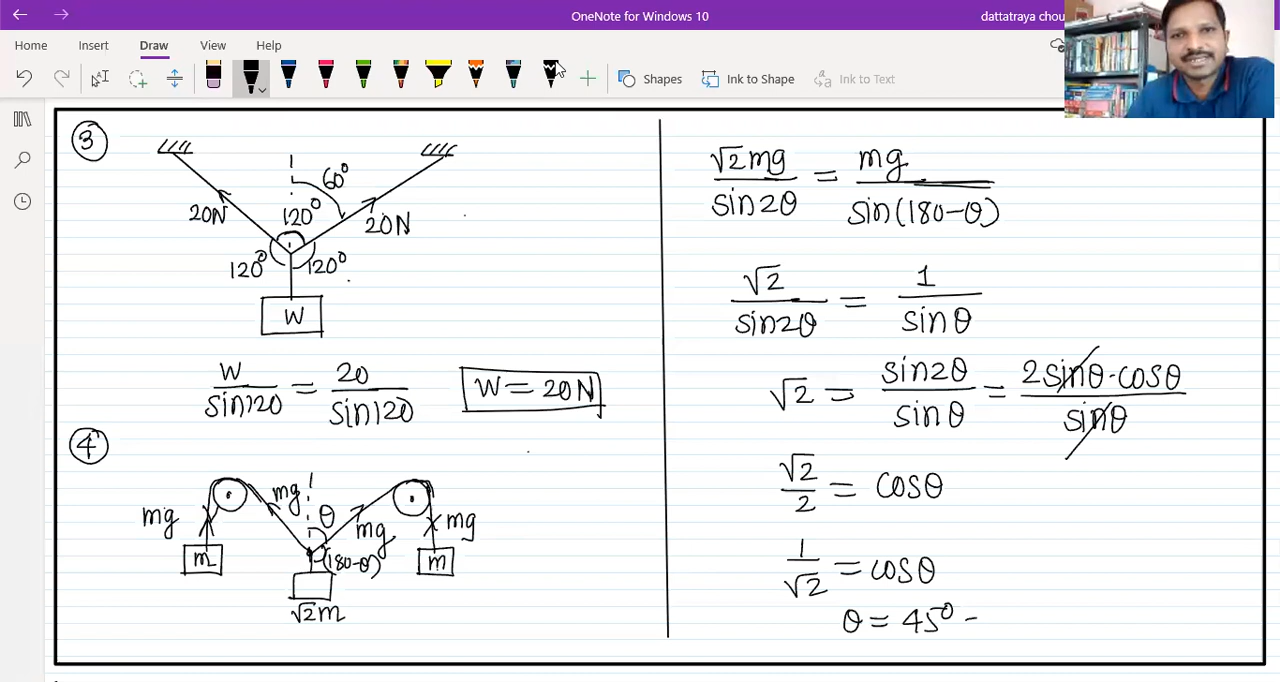 OneNote for Windows 10
dattatraya chou
Home Insert Draw View Help
Shapes Ink to Shape Ink to Text
3
60°
120°
20N
20N
120° 120°
W
W/sin120 = 20/sin120 W = 20N
4
mg mg θ mg mg
m (180-θ) m
√2m
√2mg/sin2θ = mg/sin(180-θ)
√2/sin2θ = 1/sinθ
√2 = sin2θ/sinθ = 2sinθ·cosθ/sinθ
√2/2 = cosθ
1/√2 = cosθ
θ = 45°